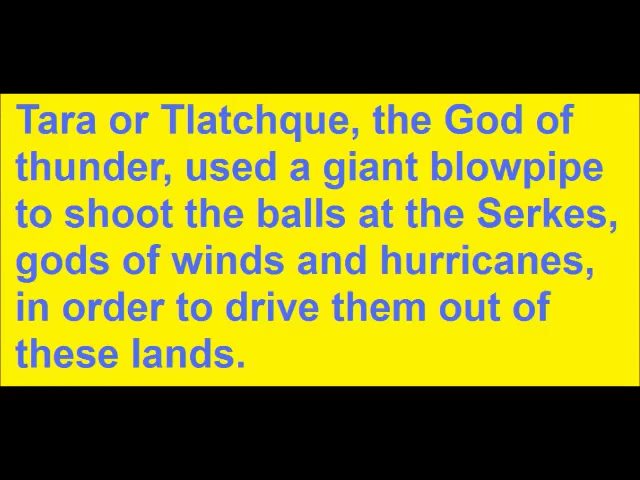 Tara or Tlatchque, the God of
thunder, used a giant blowpipe
to shoot the balls at the Serkes,
gods of winds and hurricanes,
in order to drive them out of
these lands.